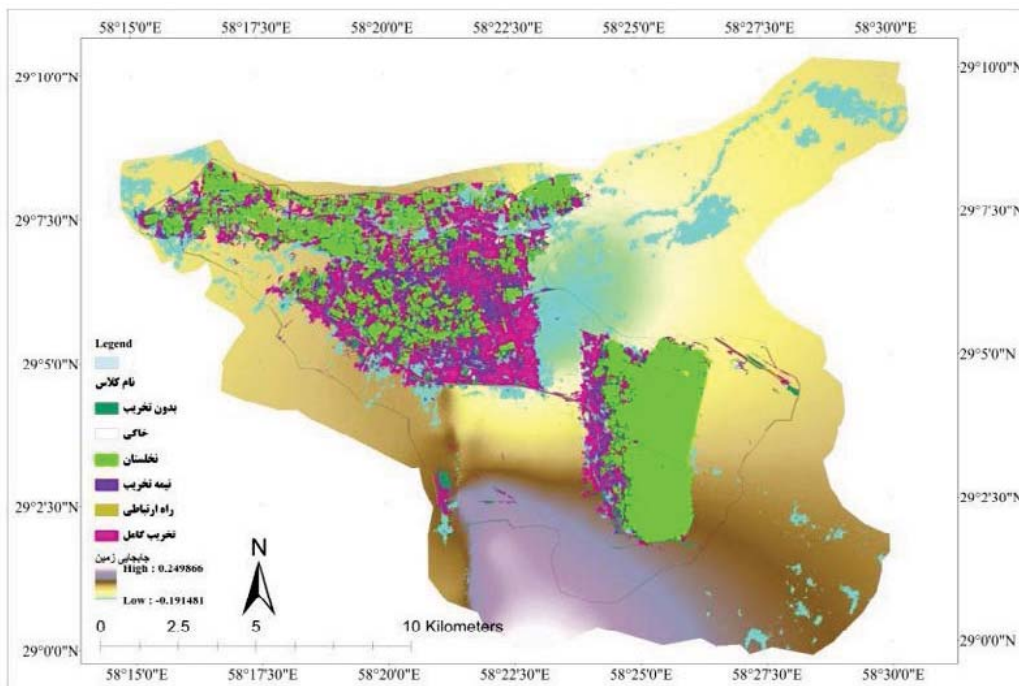 58°15'0"E 58°17'30"E 58°20'0"E 58°22'30"E 58°25'0"E 58°27'30"E 58°30'0"E
29°10'0"N 29°10'0"N
29°7'30"N 29°7'30"N
29°5'0"N 29°5'0"N
29°2'30"N 29°2'30"N
29°0'0"N 29°0'0"N
Legend
نام کلاس
بدون تخریب
خاکی
نخلستان
نیمه تخریب
راه ارتباطی
تخریب کامل
جابجایی زمین
High : 0.249866
Low : -0.191481
N
0 2.5 5 10 Kilometers
58°15'0"E 58°17'30"E 58°20'0"E 58°22'30"E 58°25'0"E 58°27'30"E 58°30'0"E